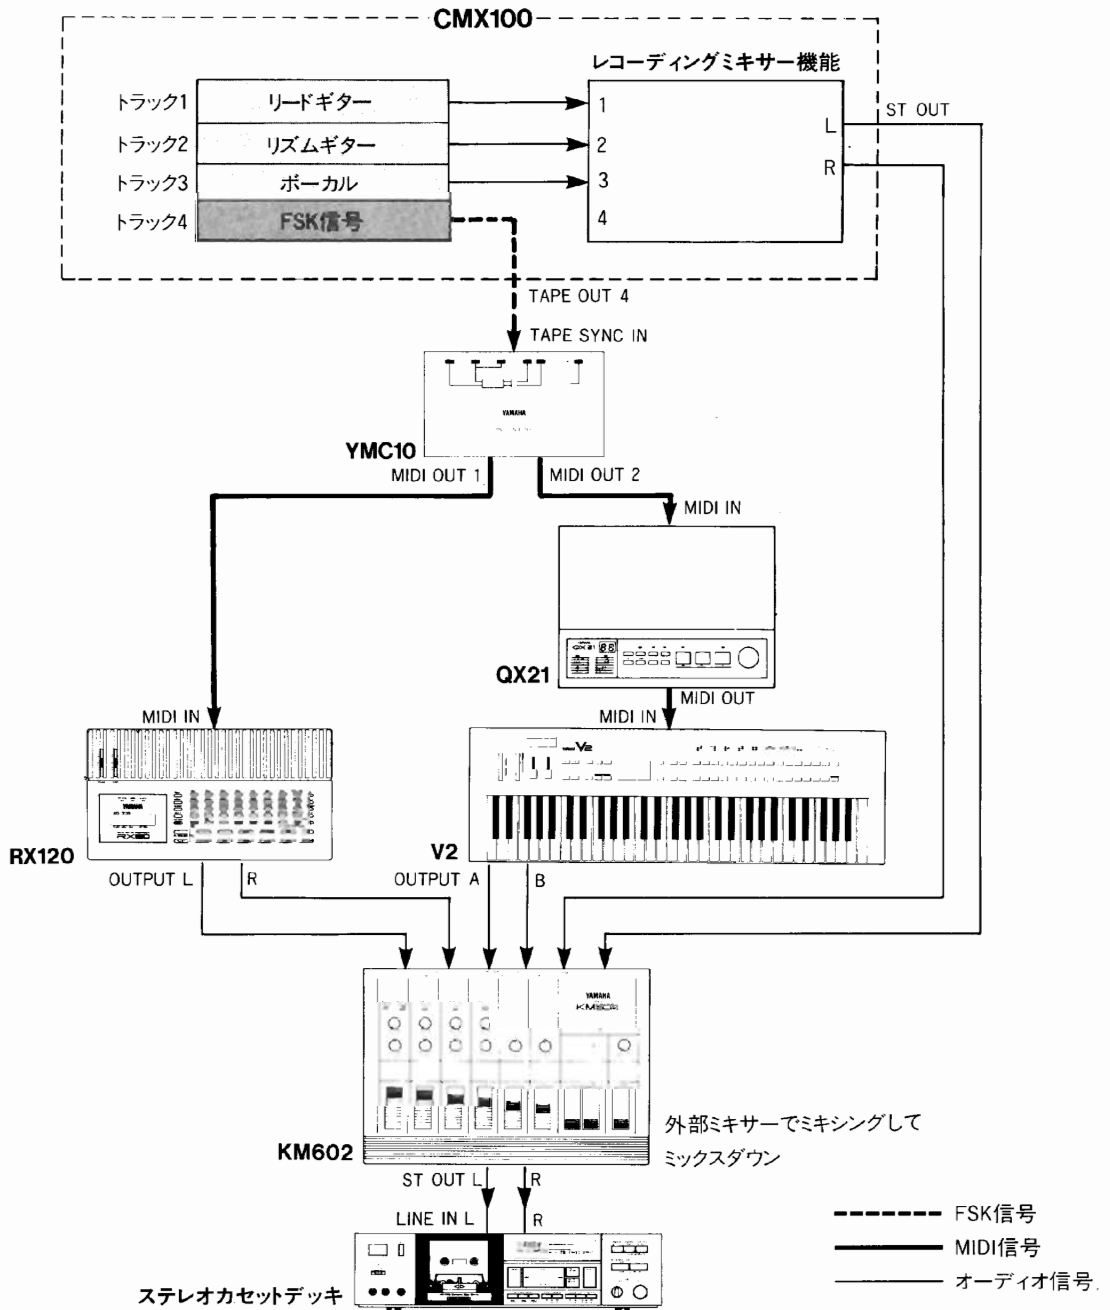 CMX100
レコーディングミキサー機能
トラック1 リードギター 1
トラック2 リズムギター 2
トラック3 ボーカル 3
トラック4 FSK信号 4
L
R
ST OUT
TAPE OUT 4
TAPE SYNC IN
YAMAHA
YMC10
MIDI OUT 1
MIDI OUT 2
MIDI IN
QX21
QX21
MIDI OUT
MIDI IN
MIDI IN
YAMAHA
V2
YAMAHA
RX120
V2
OUTPUT L R
OUTPUT A B
YAMAHA
KM602
KM602
外部ミキサーでミキシングして
ミックスダウン
ST OUT L R
LINE IN L R
ステレオカセットデッキ
FSK信号
MIDI信号
オーディオ信号